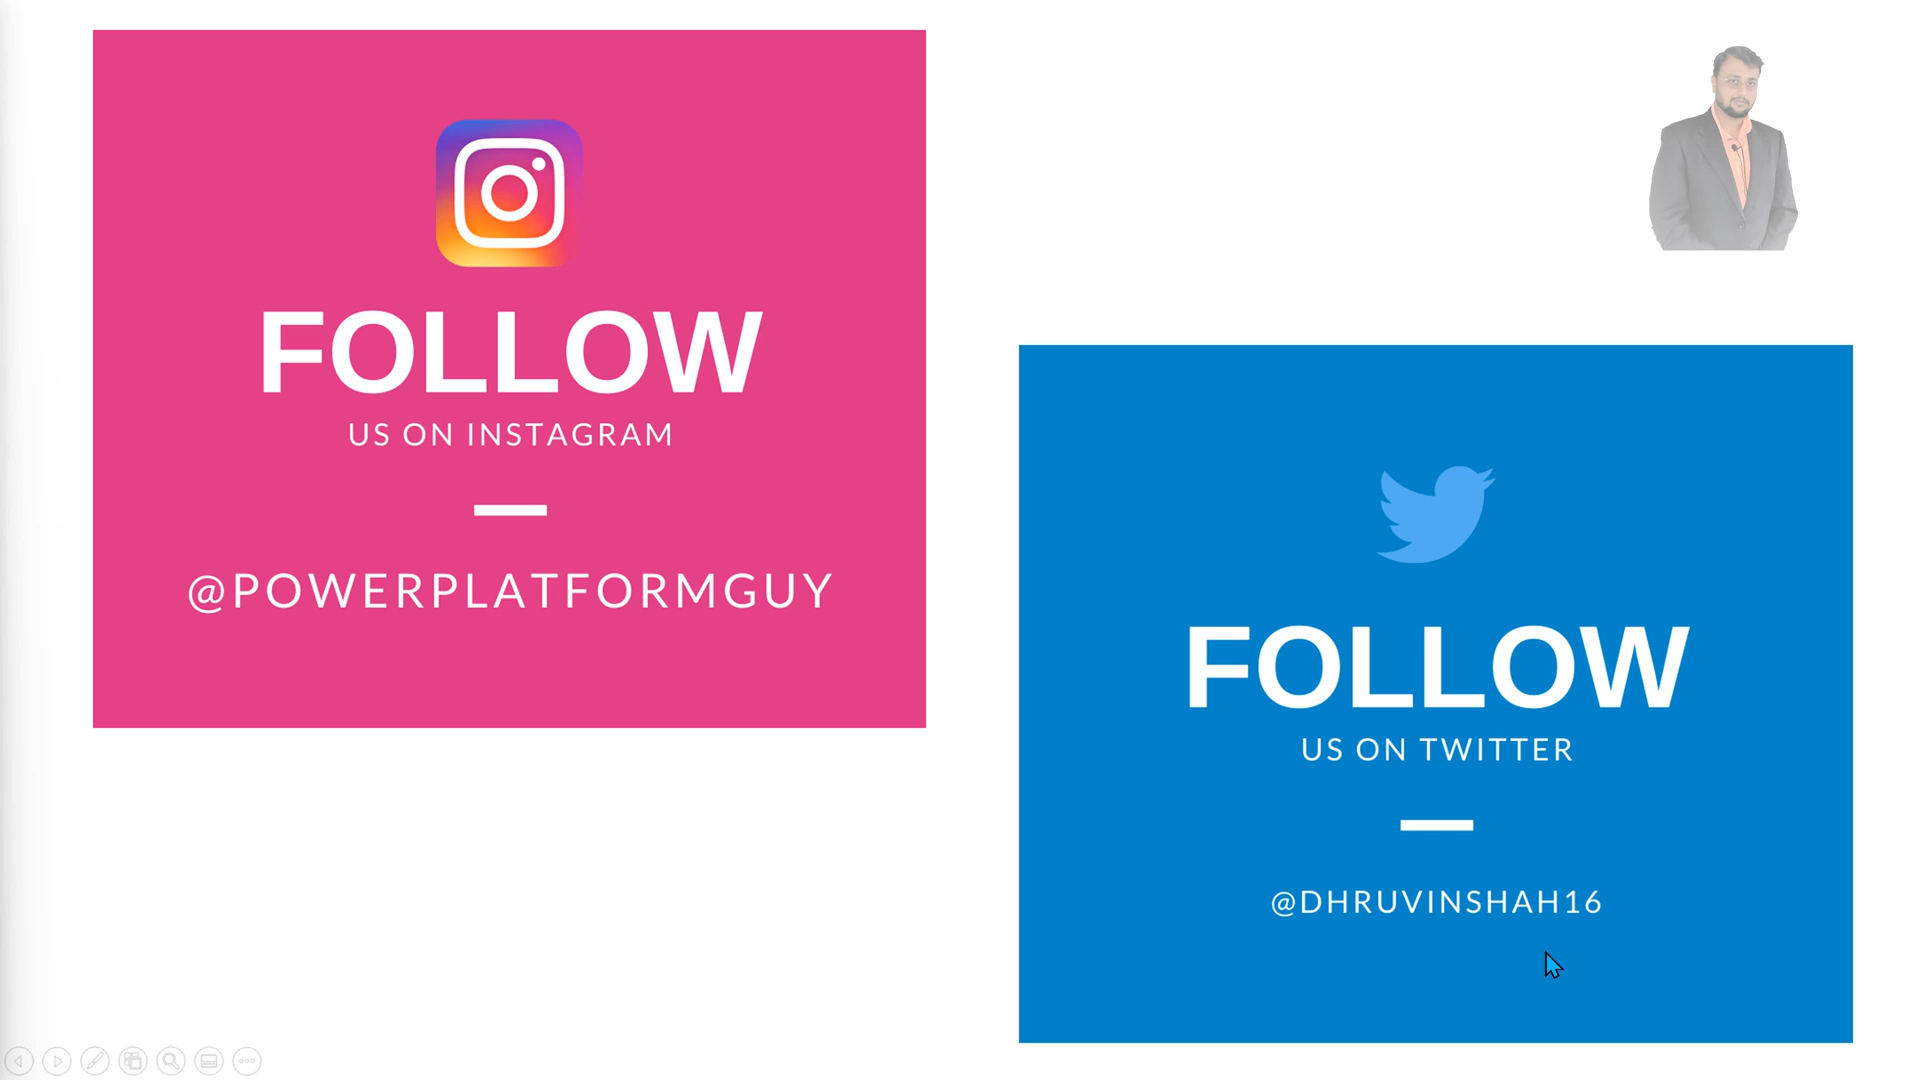 FOLLOW
US ON INSTAGRAM
@POWERPLATFORMGUY
FOLLOW
US ON TWITTER
@DHRUVINSHAH16